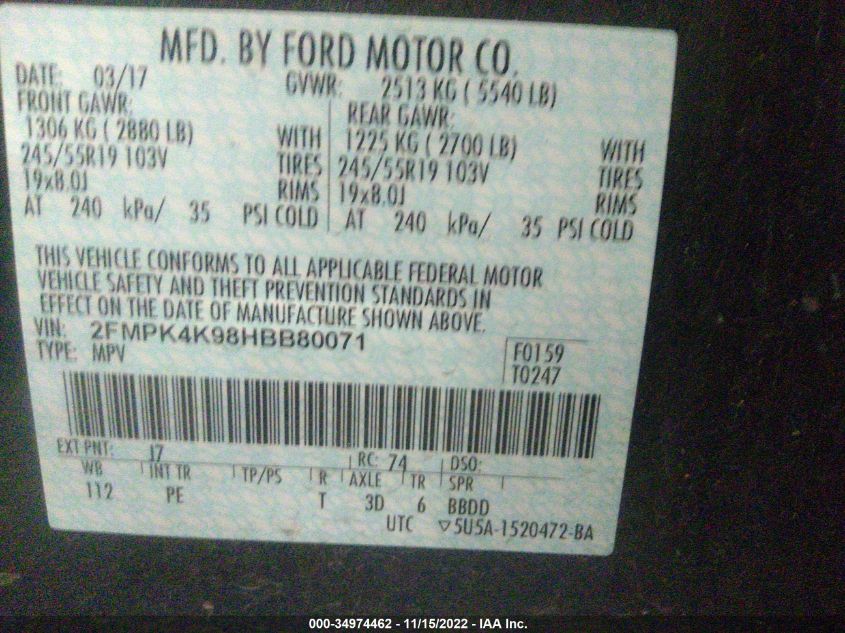 MFD. BY FORD MOTOR CO.
DATE: 03/17 GVWR: 2513 KG ( 5540 LB)
FRONT GAWR: REAR GAWR:
1306 KG ( 2880 LB) WITH 1225 KG ( 2700 LB) WITH
245/55R19 103V TIRES 245/55R19 103V TIRES
19x8.0J RIMS 19x8.0J RIMS
AT 240 kPa/ 35 PSI COLD AT 240 kPa/ 35 PSI COLD
THIS VEHICLE CONFORMS TO ALL APPLICABLE FEDERAL MOTOR
VEHICLE SAFETY AND THEFT PREVENTION STANDARDS IN
EFFECT ON THE DATE OF MANUFACTURE SHOWN ABOVE.
VIN: 2FMPK4K98HBB80071
TYPE: MPV
F0159
T0247
EXT PNT: J7 RC: 74 DSO:
WB INT TR TP/PS R AXLE TR SPR
112 PE T 3D 6 BBDD
UTC ▽5U5A-1520472-BA
000-34974462 - 11/15/2022 - IAA Inc.